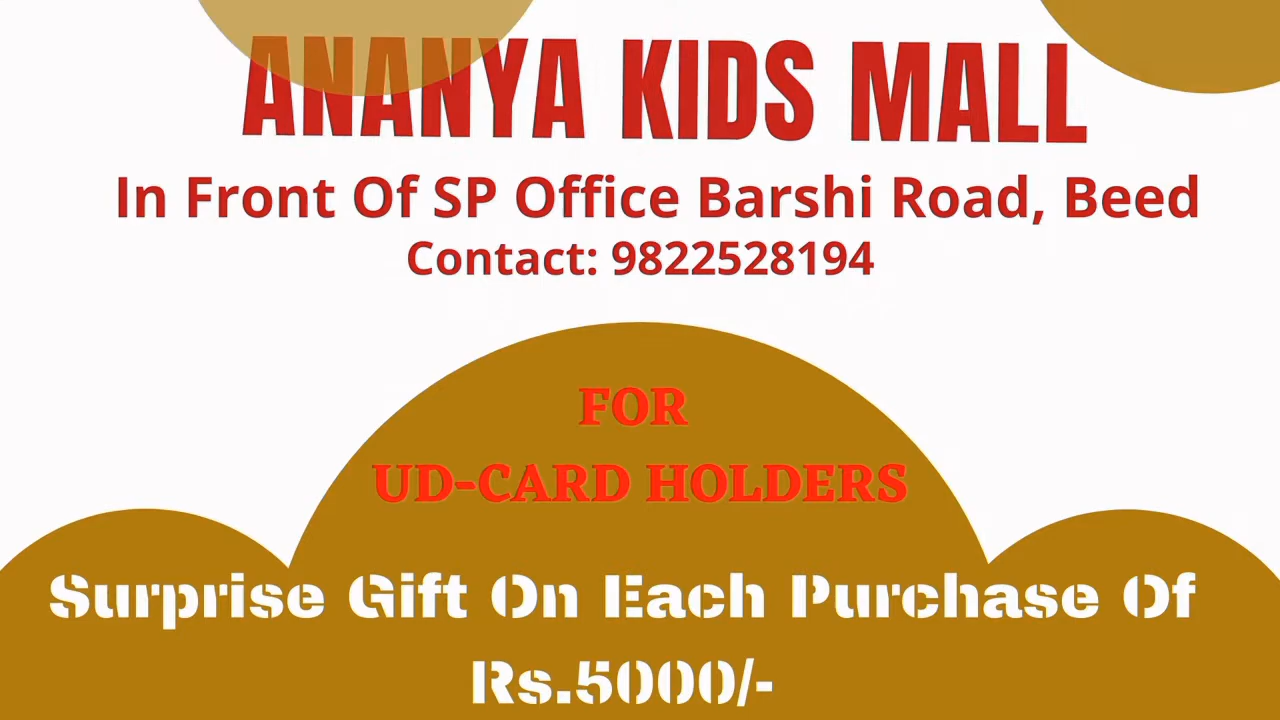 ANANYA KIDS MALL
In Front Of SP Office Barshi Road, Beed
Contact: 9822528194
FOR
UD-CARD HOLDERS
Surprise Gift On Each Purchase Of
Rs.5000/-